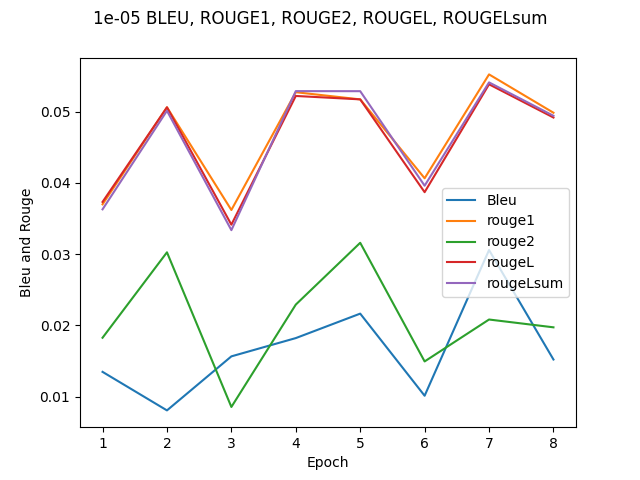 1e-05 BLEU, ROUGE1, ROUGE2, ROUGEL, ROUGELsum
0.05
0.04
0.03
0.02
0.01
Bleu and Rouge
Bleu
rouge1
rouge2
rougeL
rougeLsum
1 2 3 4 5 6 7 8
Epoch